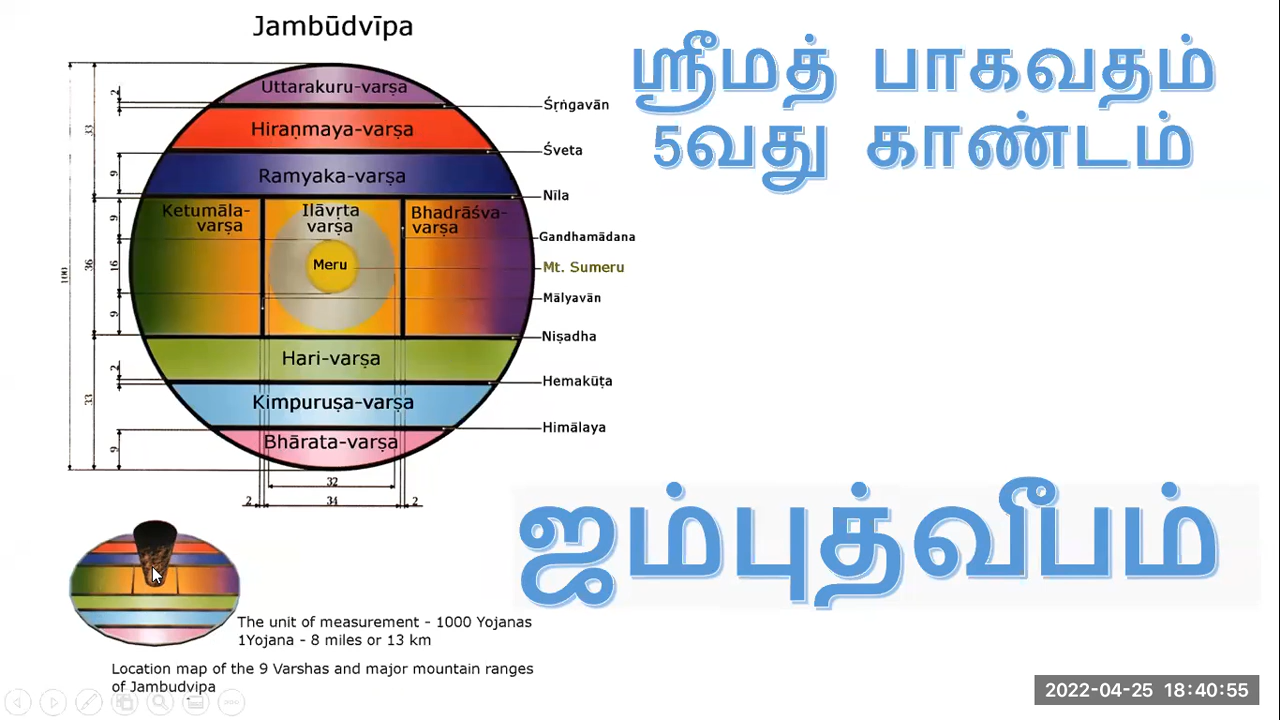 Jambūdvīpa
ஸ்ரீமத் பாகவதம்
5வது காண்டம்
Uttarakuru-varṣa
Śṛṅgavān
Hiraṇmaya-varṣa
Śveta
Ramyaka-varṣa
Nīla
Ketumāla-
varṣa
Ilāvṛta
varṣa
Bhadrāśva-
varṣa
Gandhamādana
Meru
Mt. Sumeru
Mālyavān
Niṣadha
Hari-varṣa
Hemakūṭa
Kimpuruṣa-varṣa
Himālaya
Bhārata-varṣa
2
33
9
9
100
36
16
9
2
33
9
32
2 34 2
ஜம்புத்வீபம்
The unit of measurement - 1000 Yojanas
1Yojana - 8 miles or 13 km
Location map of the 9 Varshas and major mountain ranges
of Jambudvipa
2022-04-25 18:40:55